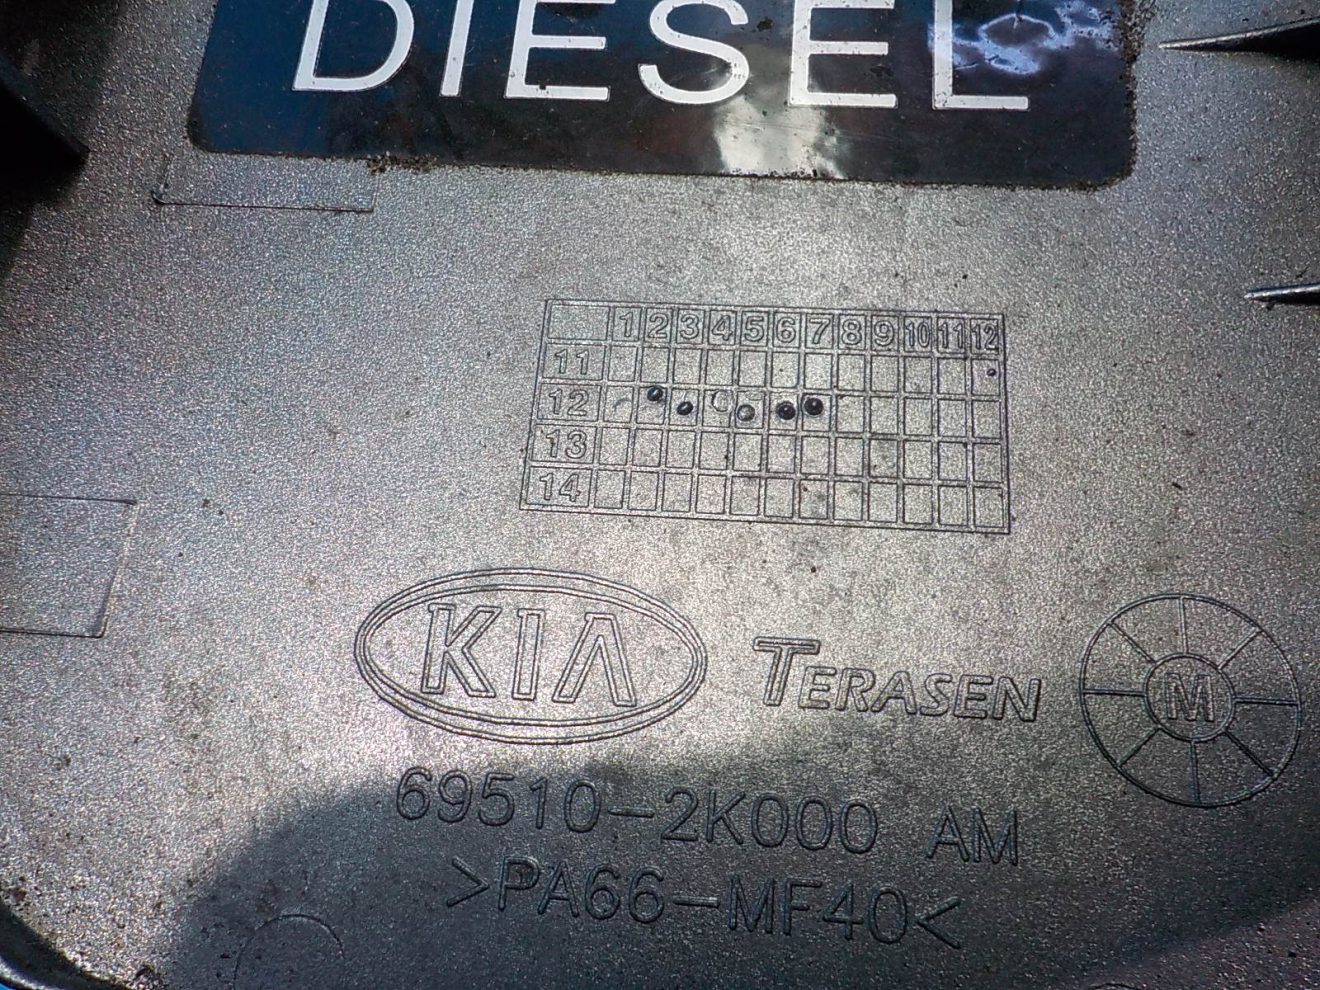 DIESEL
1 2 3 4 5 6 7 8 9 10 11 12
11
12
13
14
KIA TERASEN M
69510-2K000 AM
>PA66-MF40<